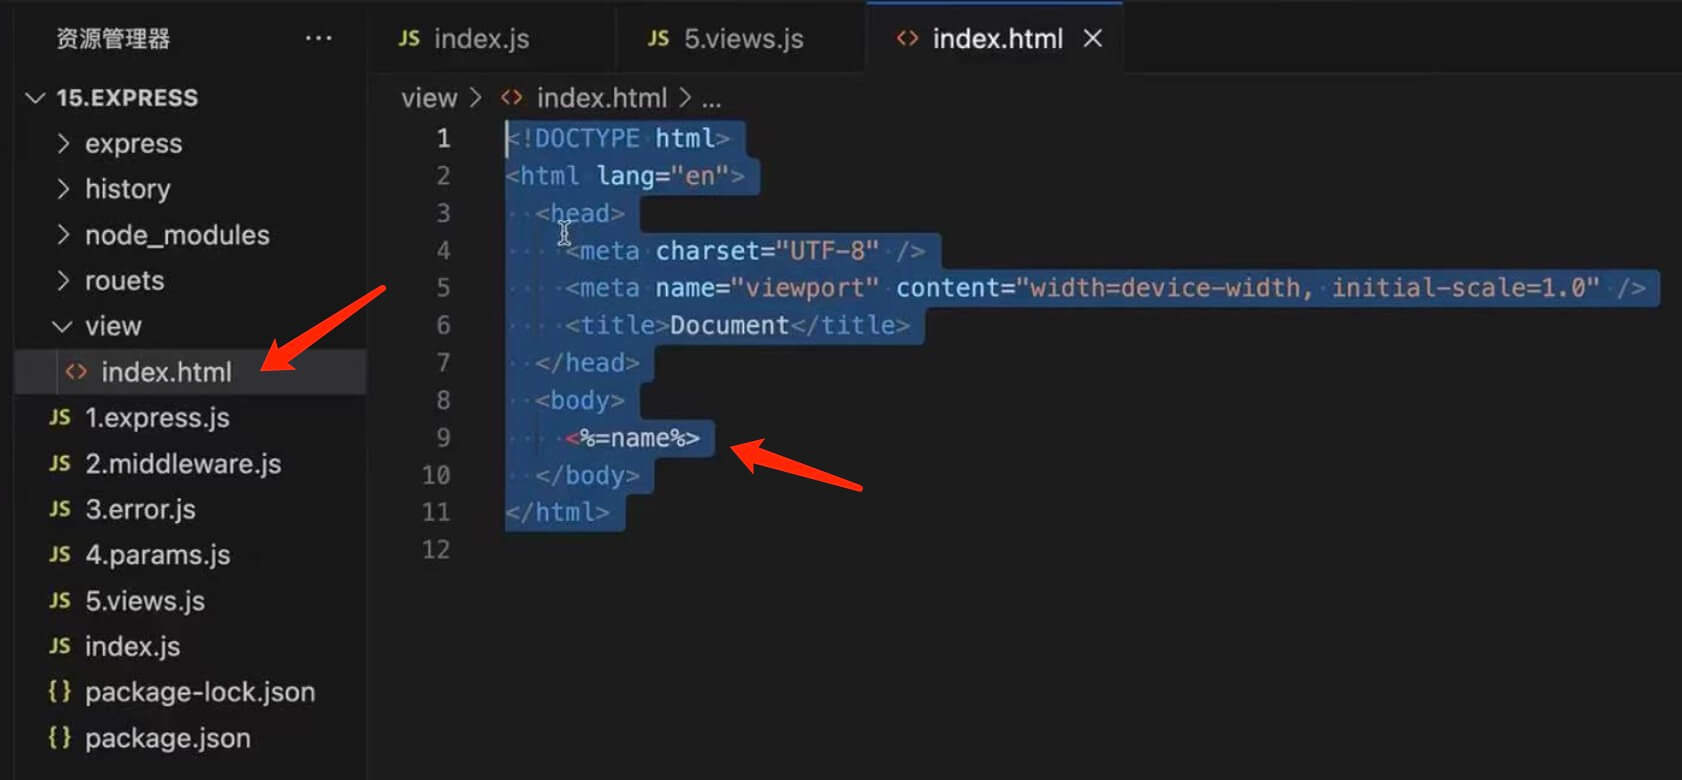 资源管理器 ...
15.EXPRESS
express
history
node_modules
rouets
view
<> index.html
JS 1.express.js
JS 2.middleware.js
JS 3.error.js
JS 4.params.js
JS 5.views.js
JS index.js
{} package-lock.json
{} package.json
JS index.js JS 5.views.js <> index.html ×
view > <> index.html > ...
1 <!DOCTYPE html>
2 <html lang="en">
3 <head>
4 <meta charset="UTF-8" />
5 <meta name="viewport" content="width=device-width, initial-scale=1.0" />
6 <title>Document</title>
7 </head>
8 <body>
9 <%=name%>
10 </body>
11 </html>
12